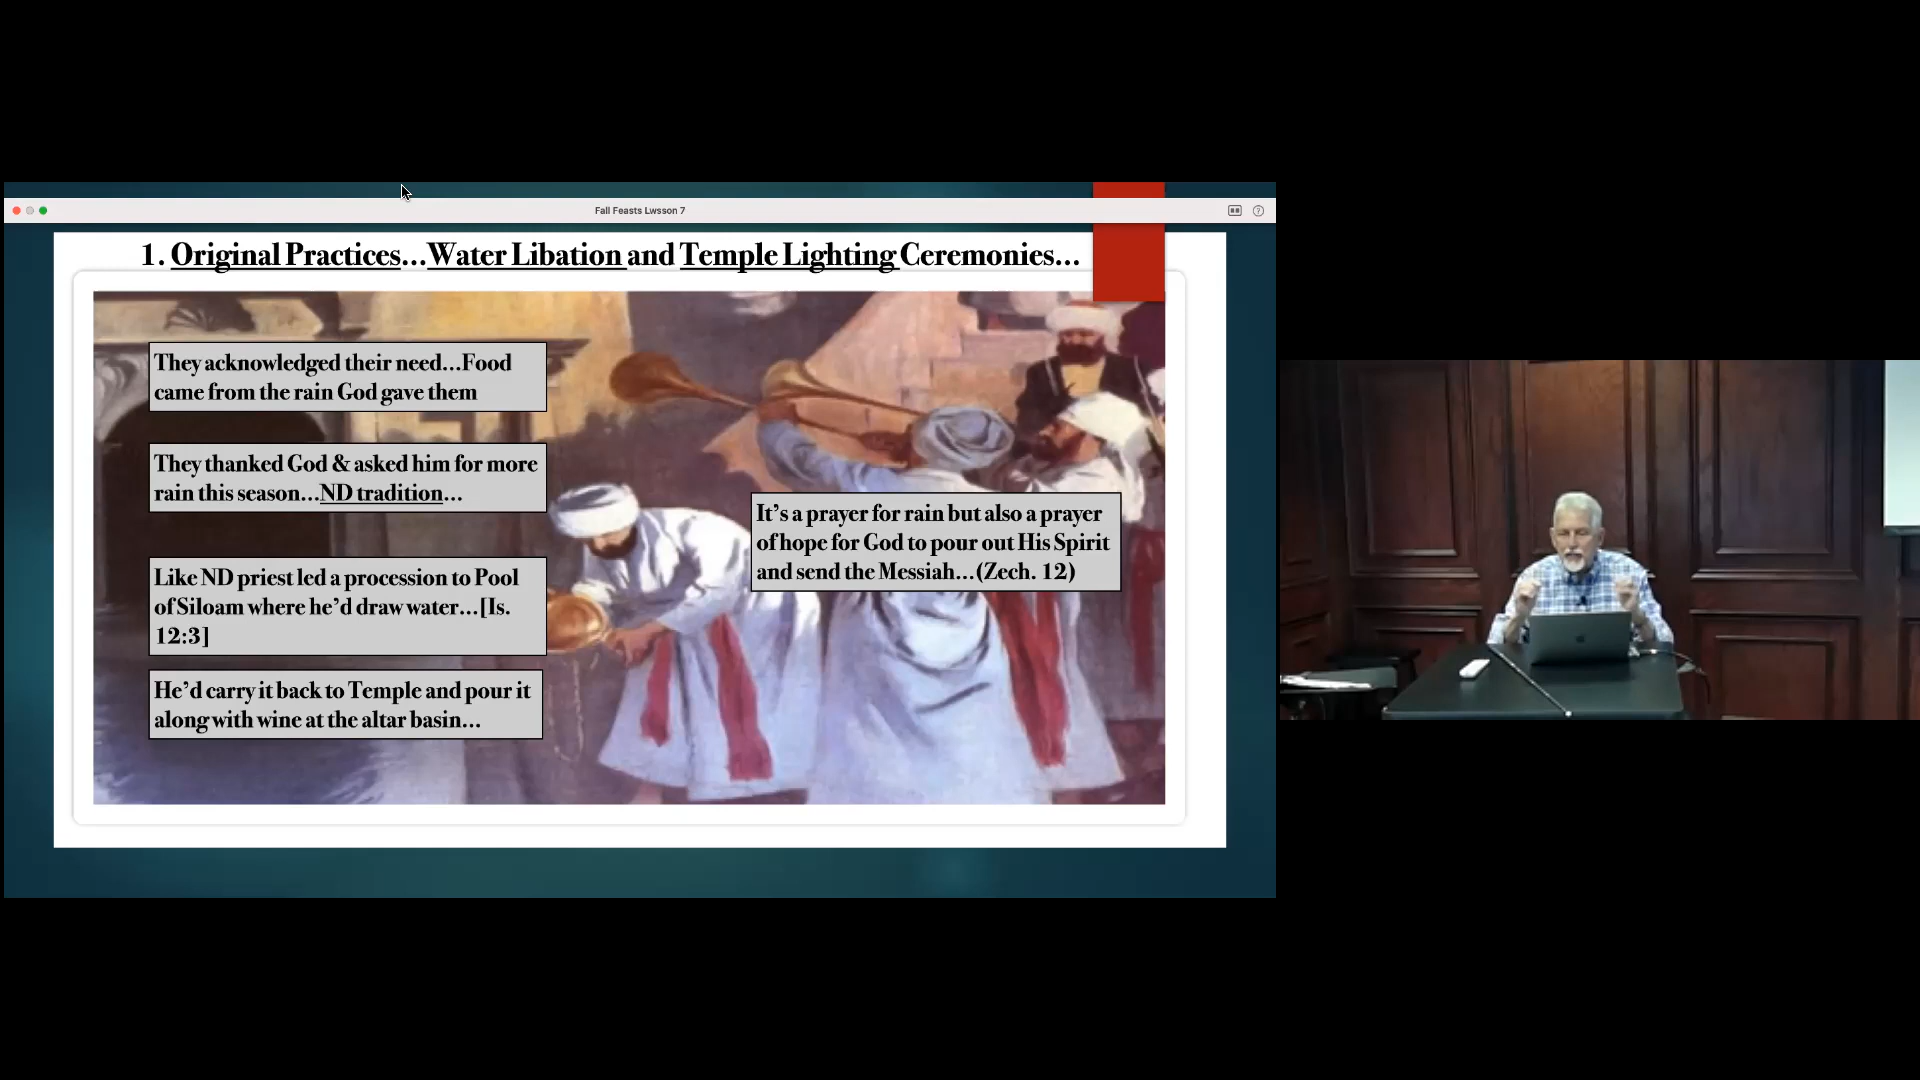 Fall Feasts Lwsson 7
1. Original Practices...Water Libation and Temple Lighting Ceremonies...
They acknowledged their need...Food
came from the rain God gave them
They thanked God & asked him for more
rain this season...ND tradition...
Like ND priest led a procession to Pool
of Siloam where he'd draw water...[Is.
12:3]
He'd carry it back to Temple and pour it
along with wine at the altar basin...
It's a prayer for rain but also a prayer
of hope for God to pour out His Spirit
and send the Messiah...(Zech. 12)